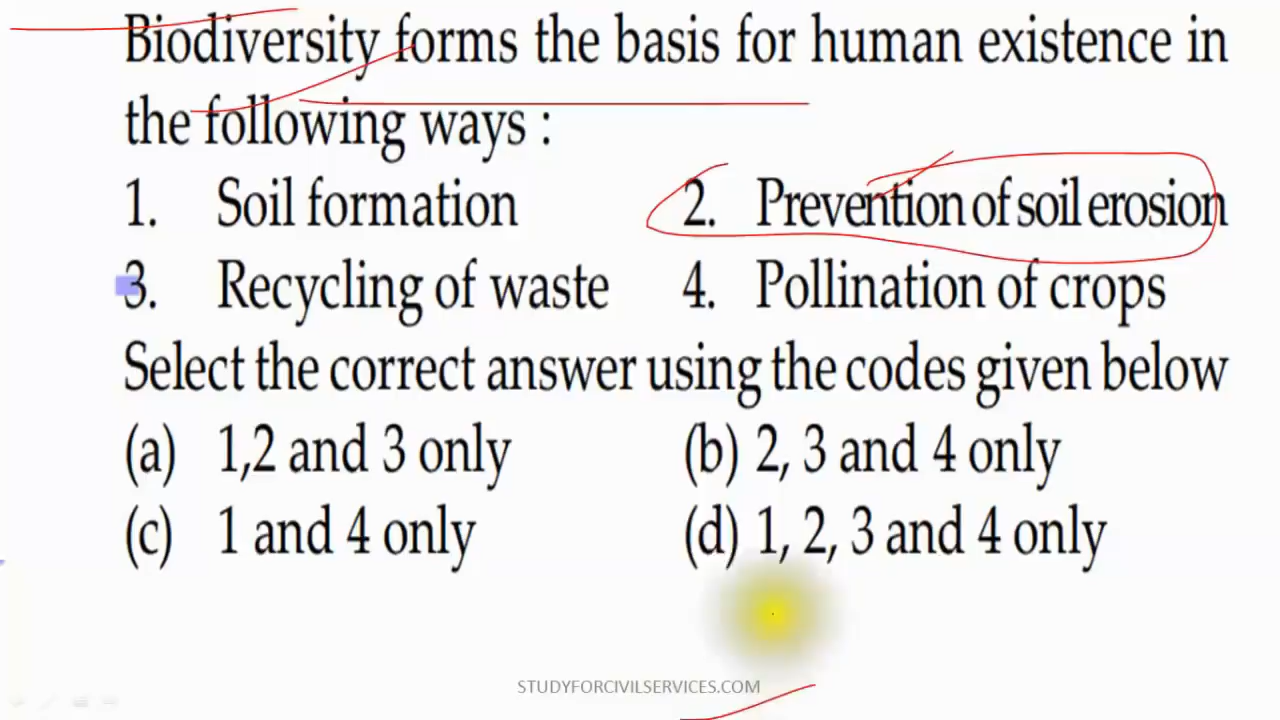 Biodiversity forms the basis for human existence in
the following ways :
1. Soil formation 2. Prevention of soil erosion
3. Recycling of waste 4. Pollination of crops
Select the correct answer using the codes given below
(a) 1,2 and 3 only (b) 2, 3 and 4 only
(c) 1 and 4 only (d) 1, 2, 3 and 4 only
STUDYFORCIVILSERVICES.COM